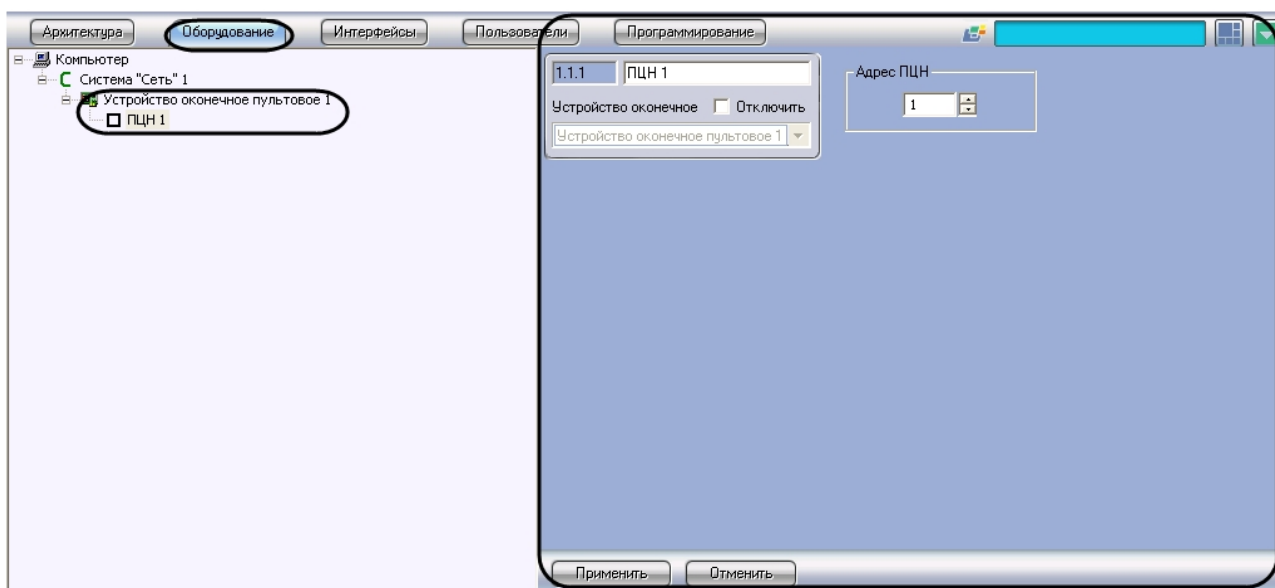 Архитектура Оборудование Интерфейсы Пользователи Программирование
Компьютер
Система "Сеть" 1
Устройство оконечное пультовое 1
ПЦН 1
1.1.1 ПЦН 1
Устройство оконечное Отключить
Устройство оконечное пультовое 1
Адрес ПЦН
1
Применить Отменить